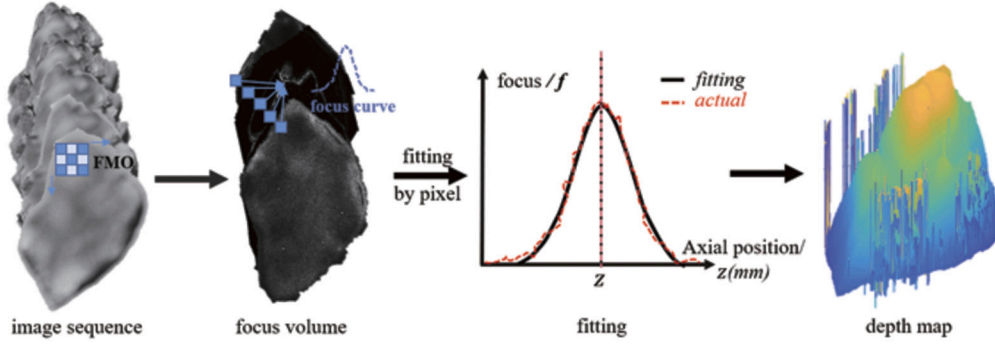 FMO
image sequence
focus curve
focus volume
fitting
by pixel
focus / f
fitting
actual
Axial position/
z(mm)
z
fitting
depth map